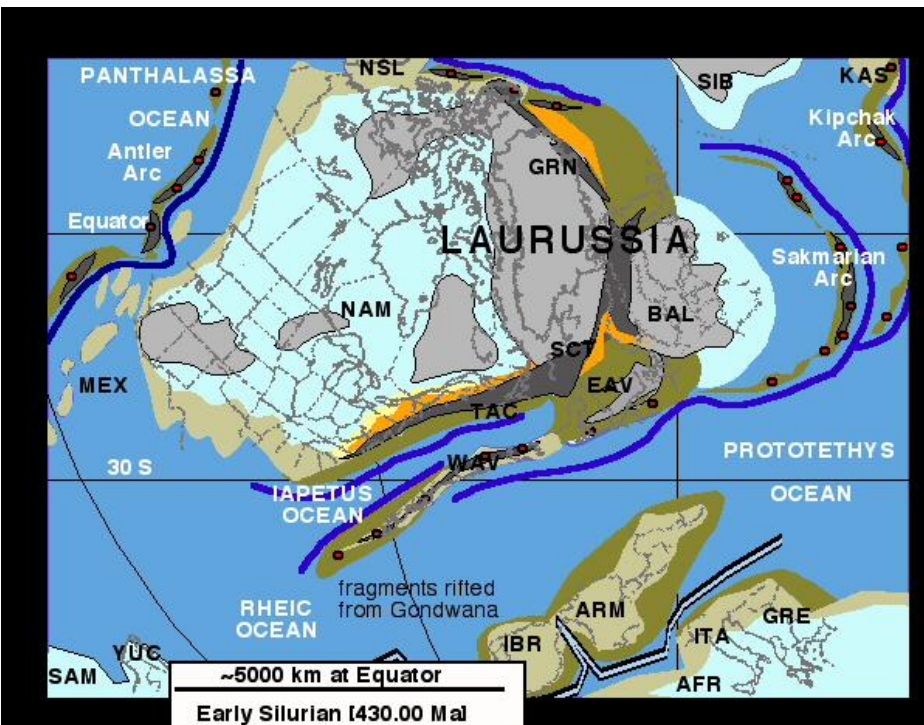 NSL
SIB
KAS
PANTHALASSA
OCEAN
Kipchak
Arc
Antler
Arc
GRN
Equator
LAURUSSIA
Sakmarian
Arc
NAM
BAL
SCT
MEX
EAV
TAC
PROTOTETHYS
OCEAN
WAV
30 S
IAPETUS
OCEAN
fragments rifted
from Gondwana
RHEIC
OCEAN
ARM
IBR
ITA
GRE
YUC
SAM
AFR
~5000 km at Equator
Early Silurian [430.00 Ma]